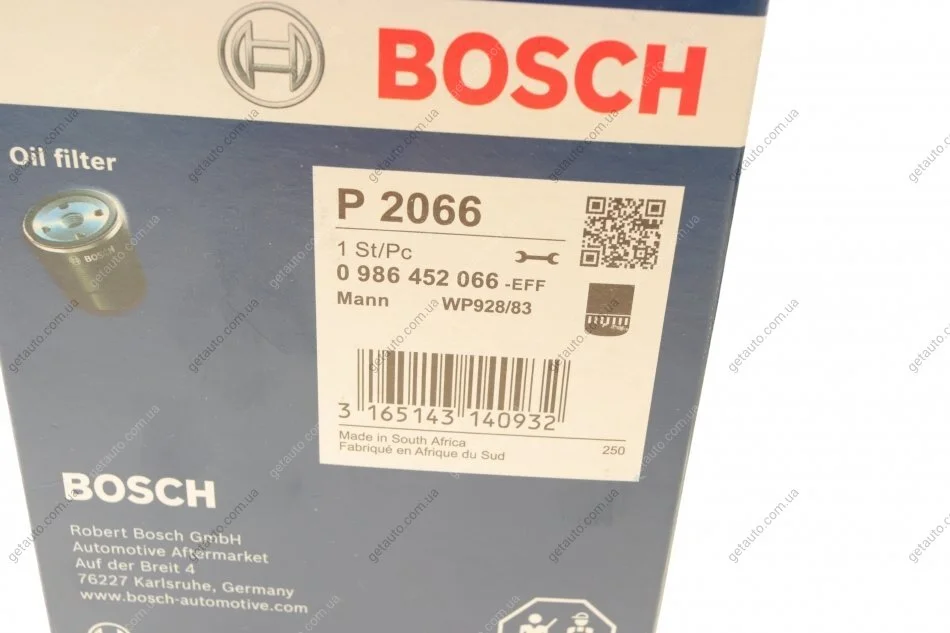 BOSCH
Oil filter
BOSCH
P 2066
1 St/Pc
0 986 452 066 -EFF
Mann WP928/83
3 165143 140932
Made in South Africa
Fabriqué en Afrique du Sud
250
BOSCH
Robert Bosch GmbH
Automotive Aftermarket
Auf der Breit 4
76227 Karlsruhe, Germany
www.bosch-automotive.com
getauto.com.ua